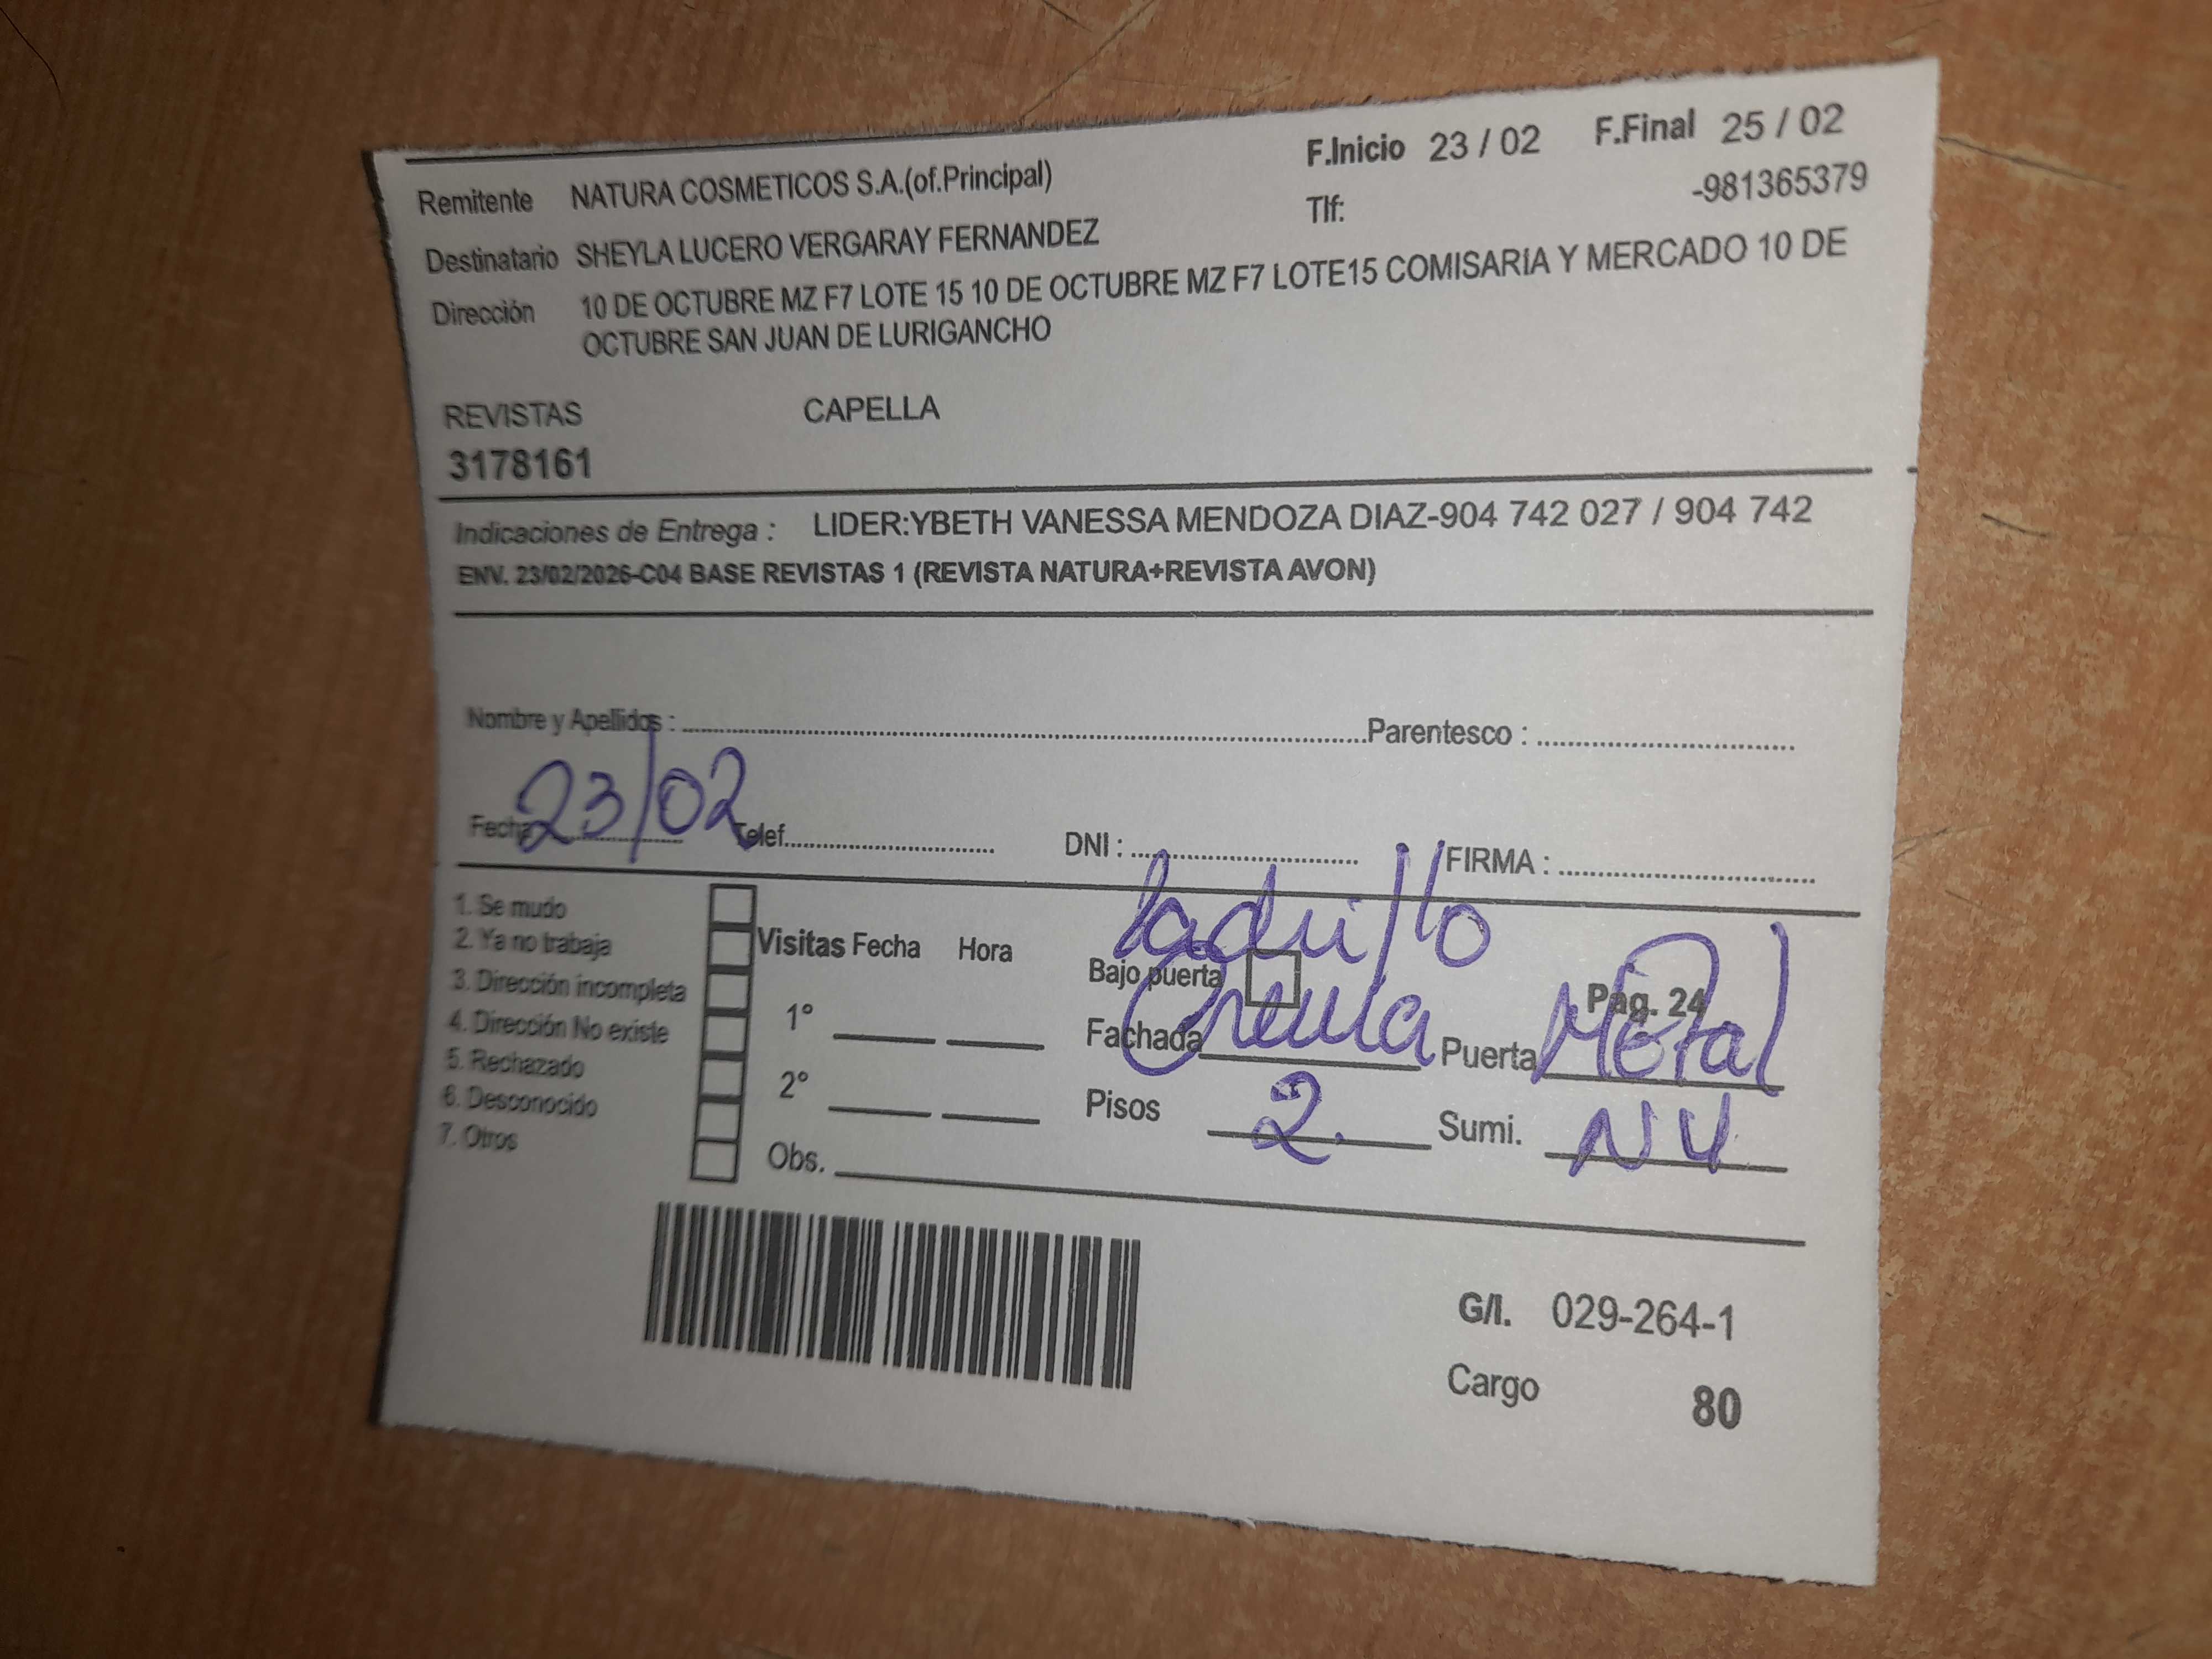 F.Inicio 23 / 02 F.Final 25 / 02
Remitente NATURA COSMETICOS S.A.(of.Principal)
Tlf: -981365379
Destinatario SHEYLA LUCERO VERGARAY FERNANDEZ
Dirección 10 DE OCTUBRE MZ F7 LOTE 15 10 DE OCTUBRE MZ F7 LOTE15 COMISARIA Y MERCADO 10 DE
OCTUBRE SAN JUAN DE LURIGANCHO
REVISTAS CAPELLA
3178161
Indicaciones de Entrega : LIDER:YBETH VANESSA MENDOZA DIAZ-904 742 027 / 904 742
ENV. 23/02/2026-C04 BASE REVISTAS 1 (REVISTA NATURA+REVISTA AVON)
Nombre y Apellidos : Parentesco :
Fecha 23/02 Telef. DNI : FIRMA :
1. Se mudo
2. Ya no trabaja
3. Dirección incompleta
4. Dirección No existe
5. Rechazado
6. Desconocido
7. Otros
Visitas Fecha Hora
1°
2°
Obs.
ladrillo
Bajo puerta Pag. 24
Fachada Crema Puerta Metal
Pisos 2. Sumi. NV
G/I. 029-264-1
Cargo 80